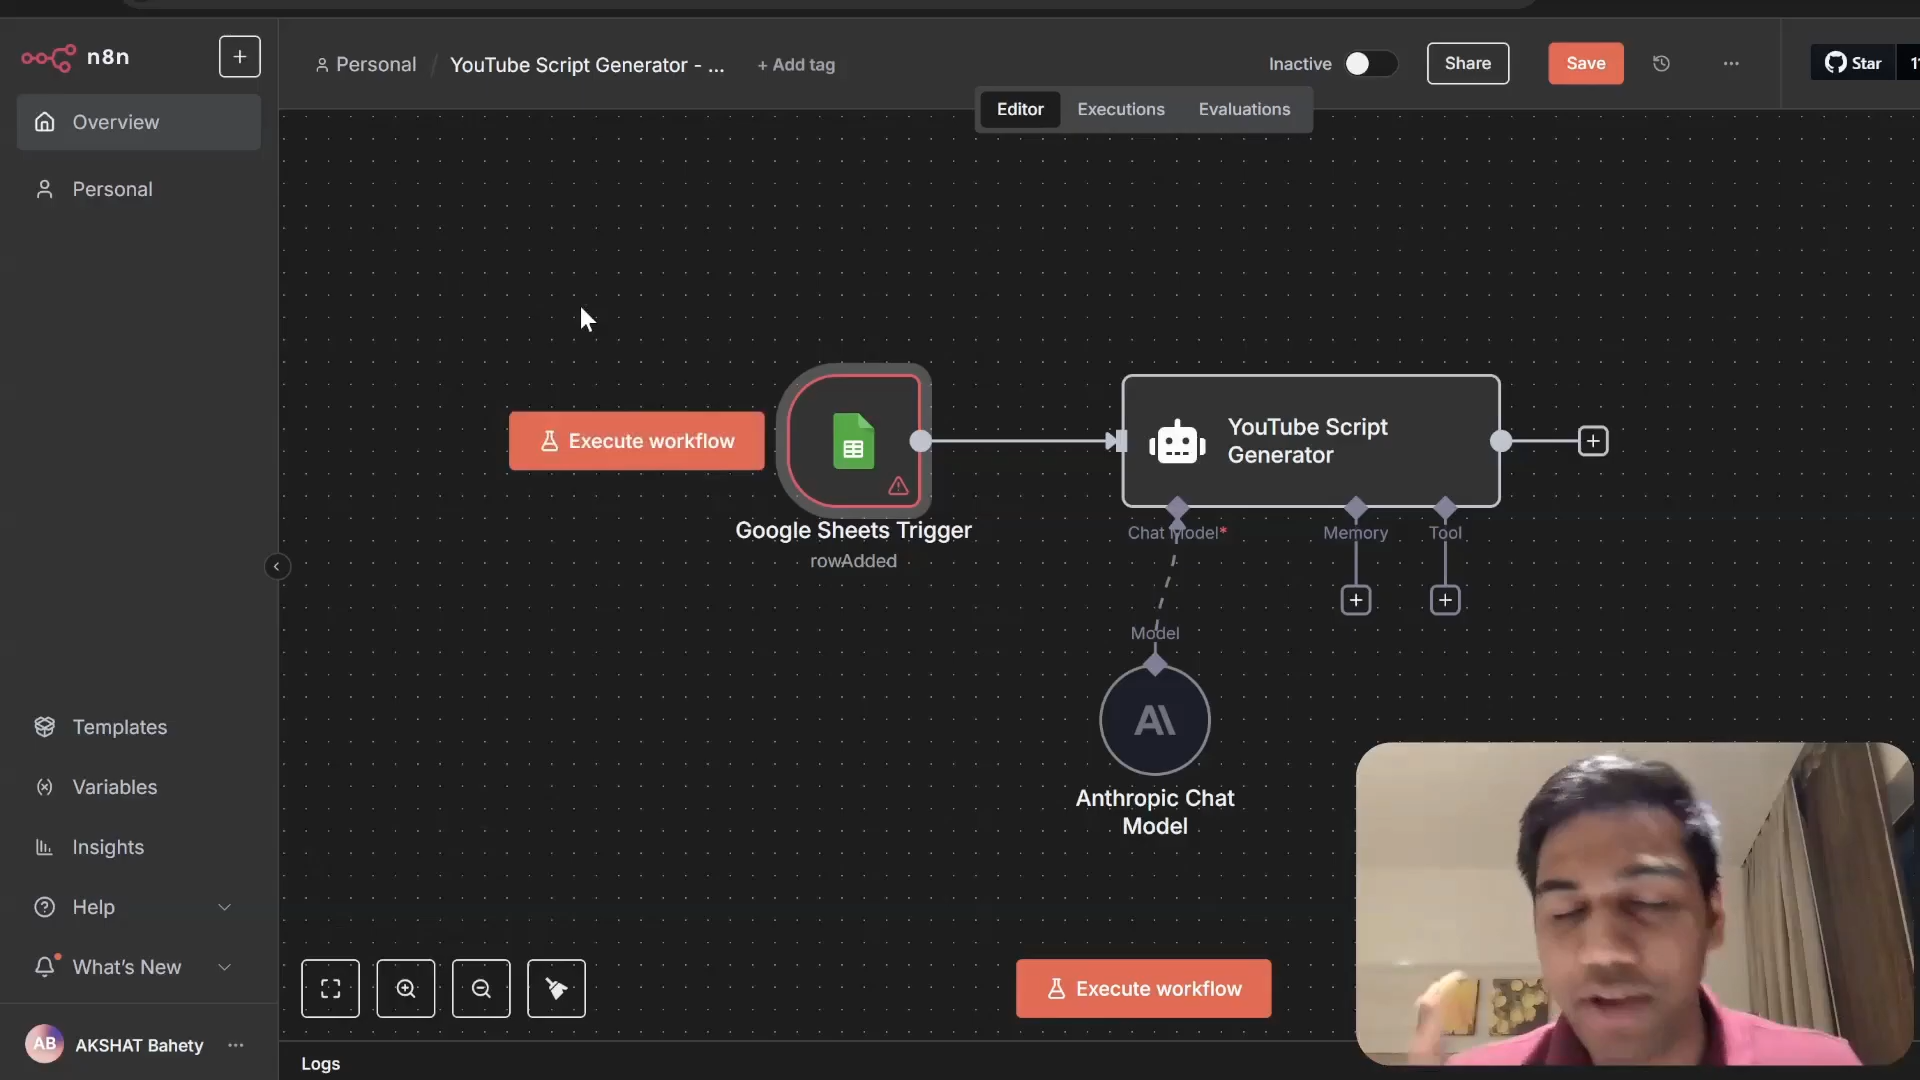 n8n
Personal / YouTube Script Generator - ... + Add tag
Inactive
Share
Save
Star
11
Editor Executions Evaluations
Overview
Personal
Execute workflow
YouTube Script
Generator
Google Sheets Trigger
rowAdded
Chat Model*
Memory
Tool
Model
Anthropic Chat
Model
Templates
Variables
Insights
Help
What's New
Execute workflow
AB
AKSHAT Bahety
Logs